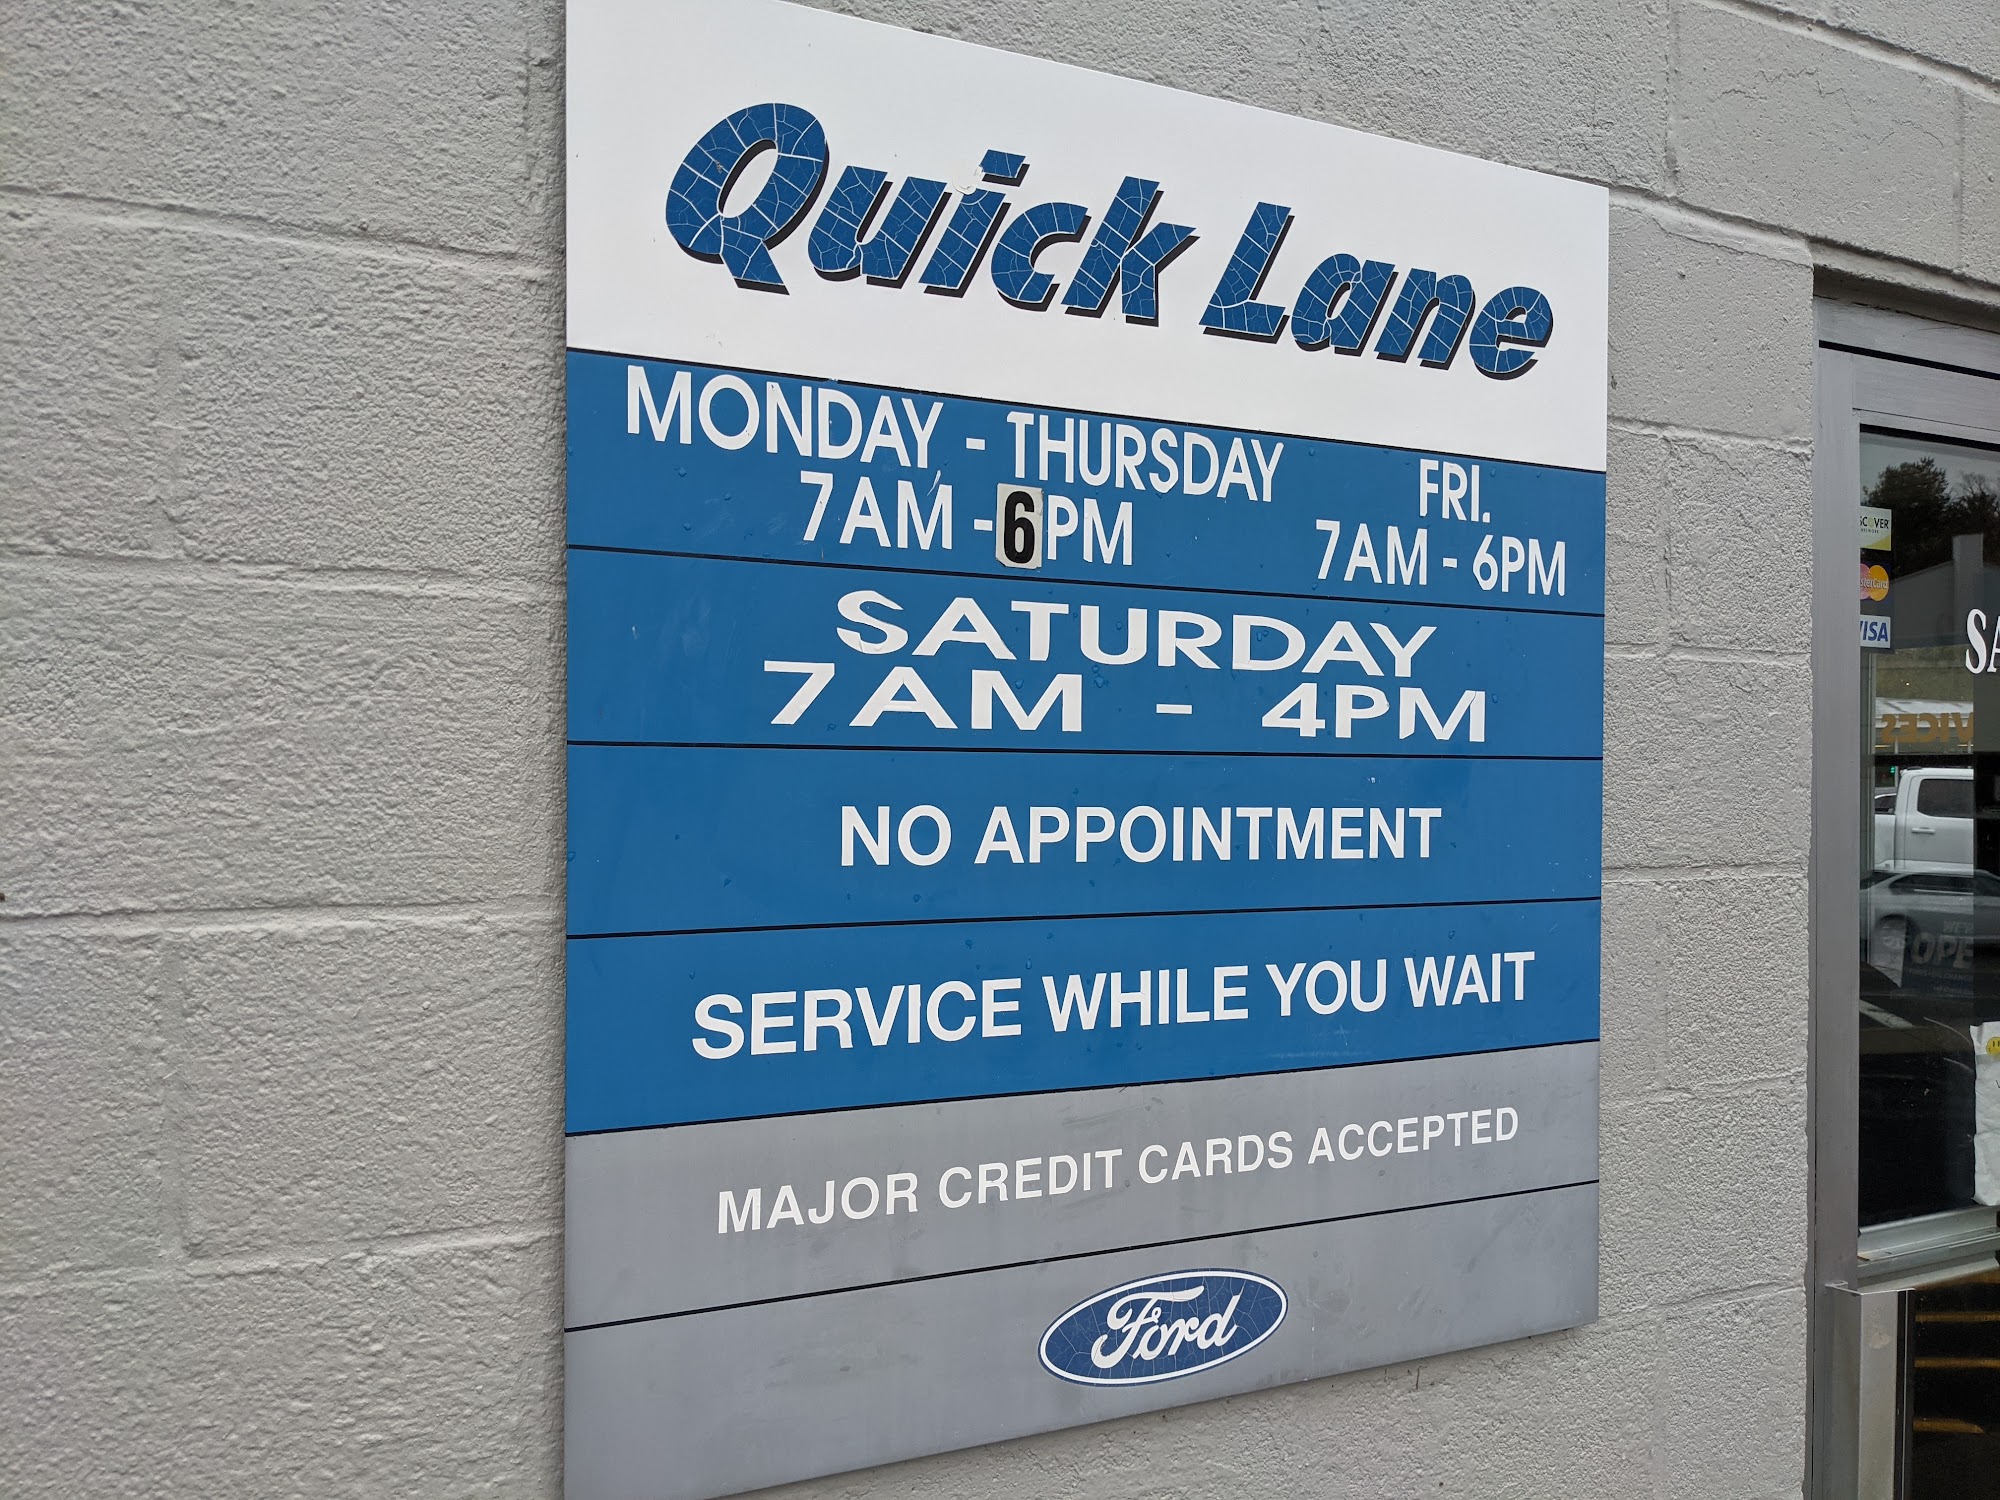 Quick Lane
MONDAY - THURSDAY
7AM - 6PM
FRI.
7AM - 6PM
SATURDAY
7AM - 4PM
NO APPOINTMENT
SERVICE WHILE YOU WAIT
MAJOR CREDIT CARDS ACCEPTED
Ford
VISA